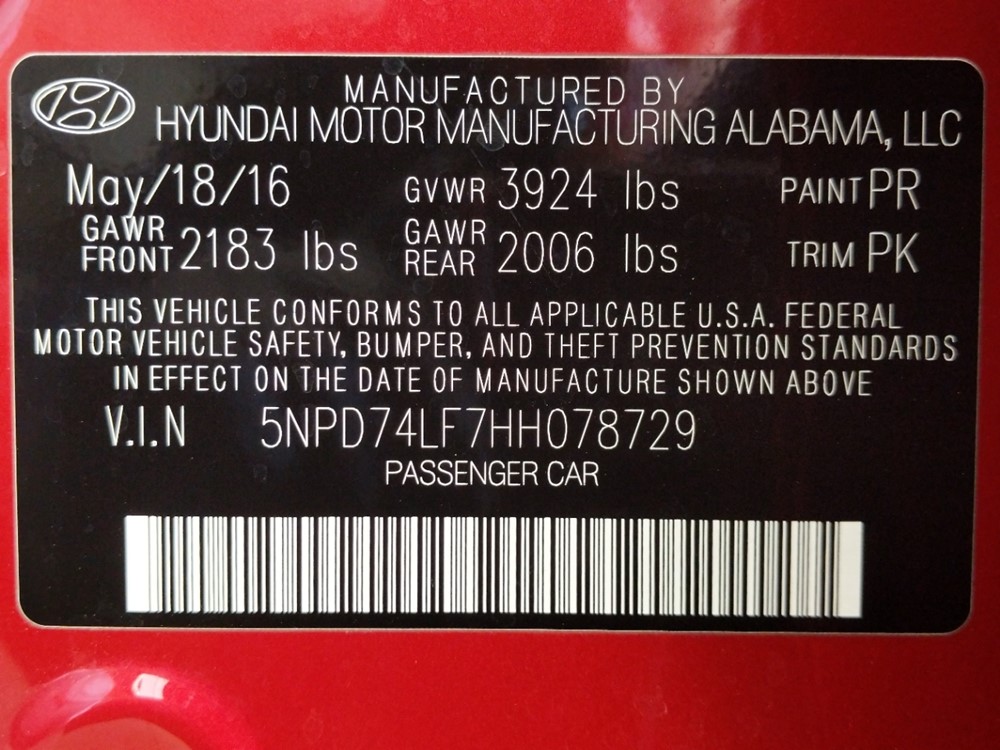 MANUFACTURED BY
HYUNDAI MOTOR MANUFACTURING ALABAMA, LLC
May/18/16 GVWR 3924 lbs PAINT PR
GAWR FRONT 2183 lbs GAWR REAR 2006 lbs TRIM PK
THIS VEHICLE CONFORMS TO ALL APPLICABLE U.S.A. FEDERAL
MOTOR VEHICLE SAFETY, BUMPER, AND THEFT PREVENTION STANDARDS
IN EFFECT ON THE DATE OF MANUFACTURE SHOWN ABOVE
V.I.N 5NPD74LF7HH078729
PASSENGER CAR